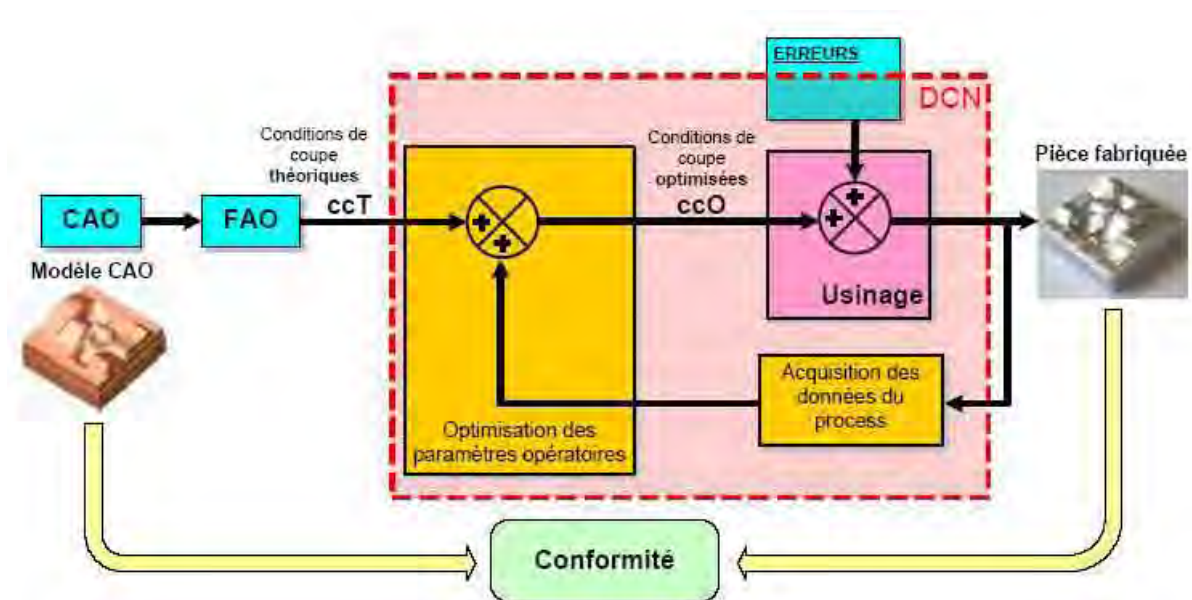 ERREURS
DCN
Conditions de
coupe
théoriques
ccT
Conditions de
coupe
optimisées
ccO
Pièce fabriquée
CAO
FAO
Modèle CAO
Usinage
Acquisition des
données du
process
Optimisation des
paramètres opératoires
Conformité